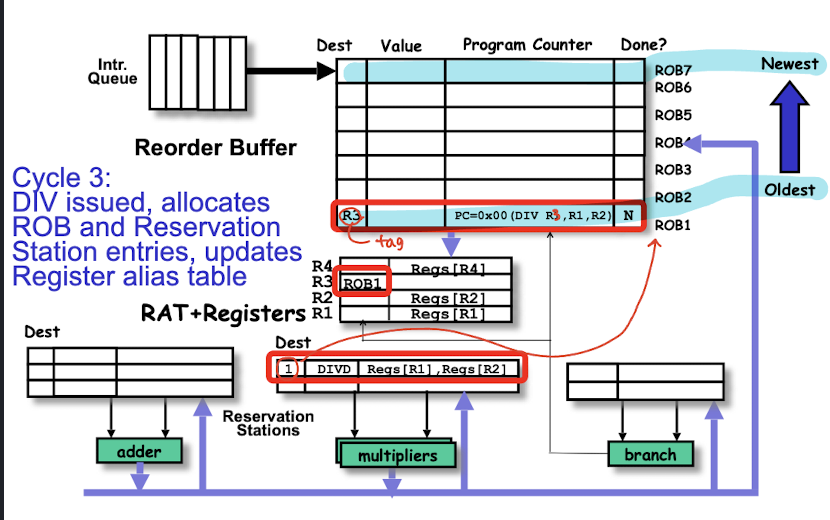 Dest Value Program Counter Done?
Intr.
Queue
Newest
ROB7
ROB6
ROB5
ROB4
ROB3
ROB2
ROB1
Oldest
Reorder Buffer
Cycle 3:
DIV issued, allocates
ROB and Reservation
Station entries, updates
Register alias table
R3 PC=0x00(DIV R3,R1,R2) N
tag
R4 Regs[R4]
R3 ROB1
R2 Regs[R2]
R1 Regs[R1]
RAT+Registers
Dest
Dest
1 DIVD Regs[R1],Regs[R2]
Reservation
Stations
adder
multipliers
branch